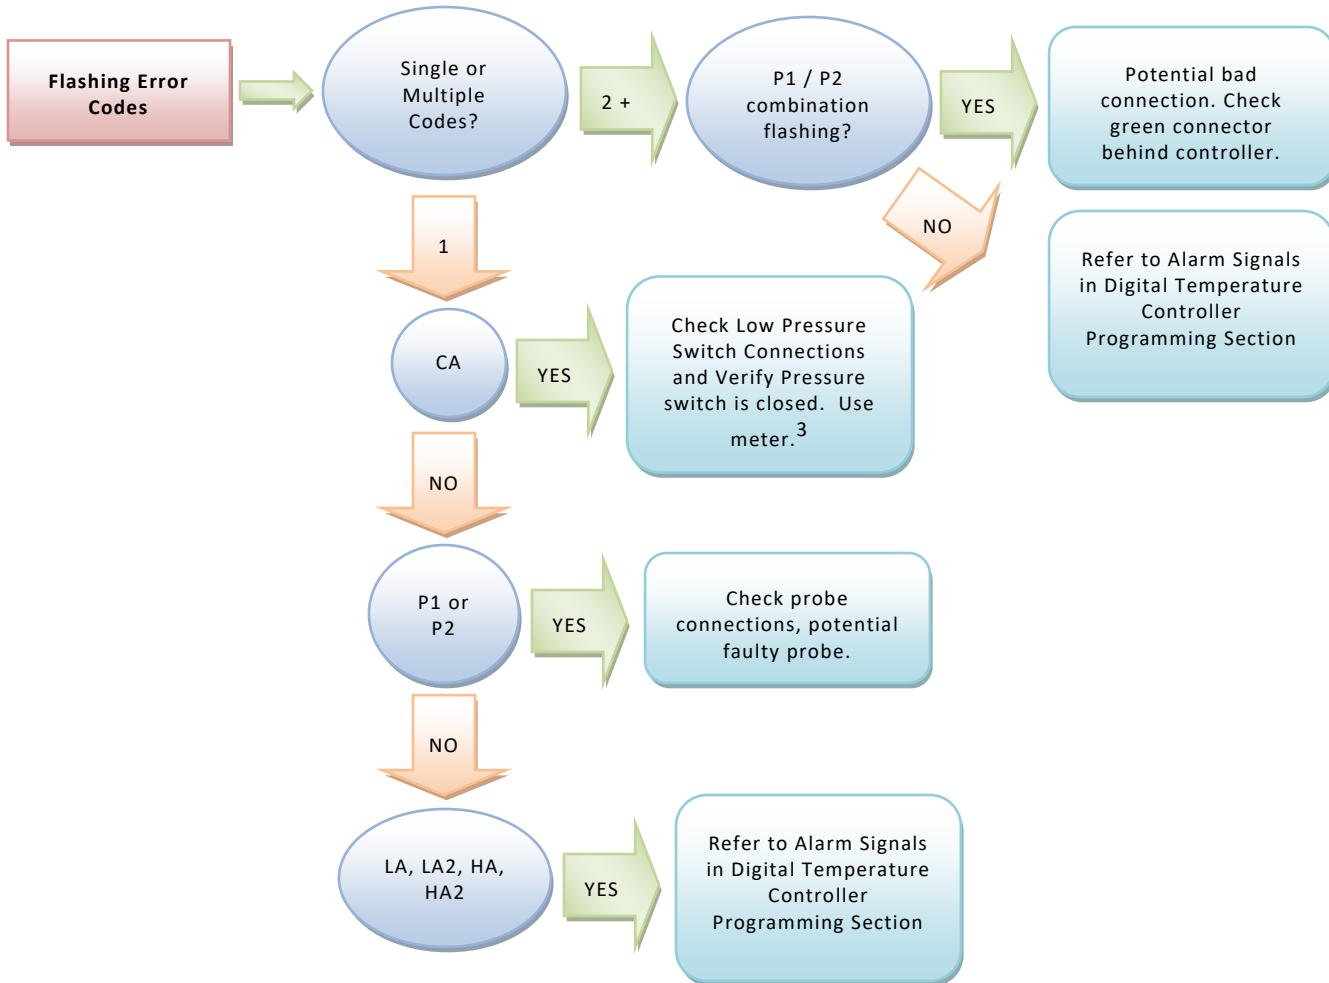 Flashing Error
Codes
Single or
Multiple
Codes?
2 +
P1 / P2
combination
flashing?
YES
Potential bad
connection. Check
green connector
behind controller.
NO
Refer to Alarm Signals
in Digital Temperature
Controller
Programming Section
1
CA
YES
Check Low Pressure
Switch Connections
and Verify Pressure
switch is closed.  Use
meter.3
NO
P1 or
P2
YES
Check probe
connections, potential
faulty probe.
NO
LA, LA2, HA,
HA2
YES
Refer to Alarm Signals
in Digital Temperature
Controller
Programming Section